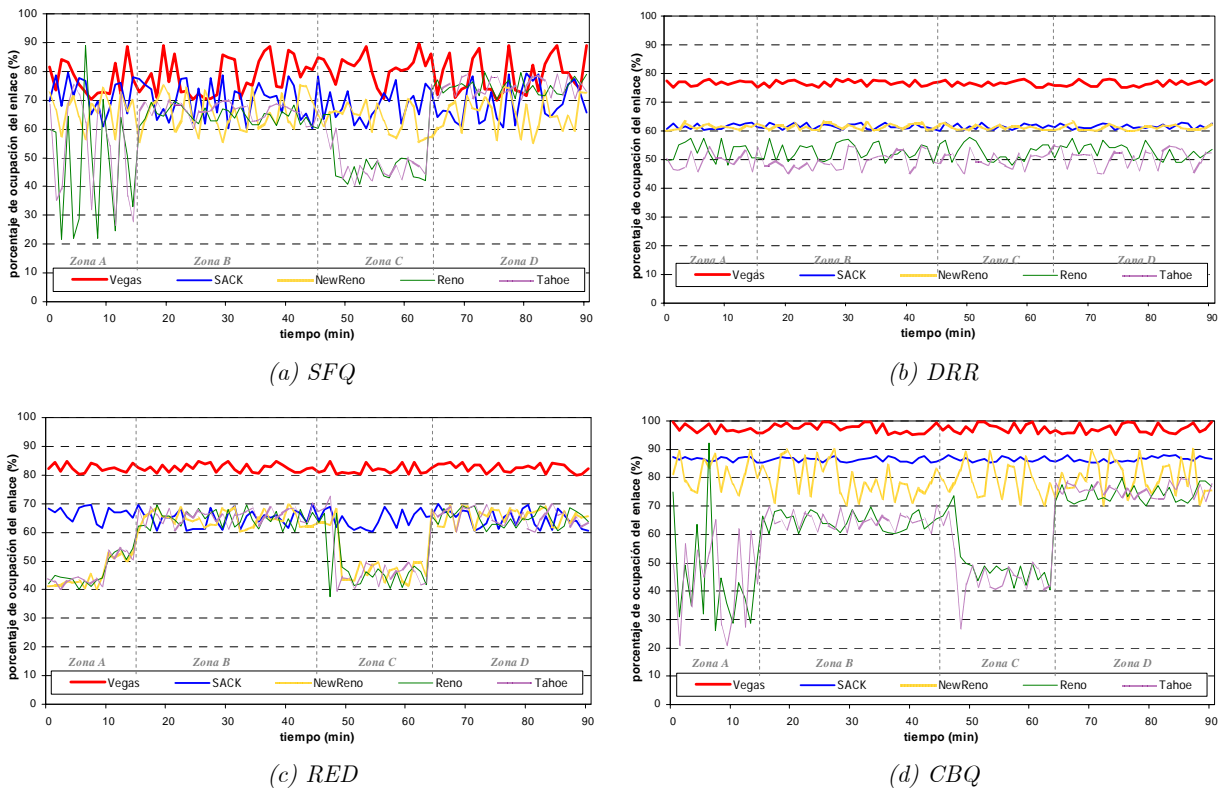 porcentaje de ocupación del enlace (%)
100
90
80
70
60
50
40
30
20
10
0
Zona A Zona B Zona C Zona D
Vegas SACK NewReno Reno Tahoe
0 10 20 30 40 50 60 70 80 90
tiempo (min)
(a) SFQ
porcentaje de ocupación del enlace (%)
100
90
80
70
60
50
40
30
20
10
0
Zona A Zona B Zona C Zona D
Vegas SACK NewReno Reno Tahoe
0 10 20 30 40 50 60 70 80 90
tiempo (min)
(b) DRR
porcentaje de ocupación del enlace (%)
100
90
80
70
60
50
40
30
20
10
0
Zona A Zona B Zona C Zona D
Vegas SACK NewReno Reno Tahoe
0 10 20 30 40 50 60 70 80 90
tiempo (min)
(c) RED
porcentaje de ocupación del enlace (%)
100
90
80
70
60
50
40
30
20
10
0
Zona A Zona B Zona C Zona D
Vegas SACK NewReno Reno Tahoe
0 10 20 30 40 50 60 70 80 90
tiempo (min)
(d) CBQ